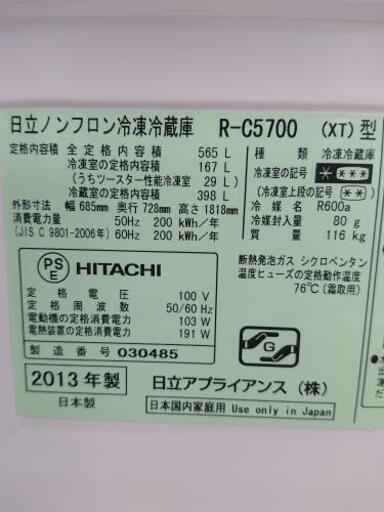 日立ノンフロン冷凍冷蔵庫 R-C5700 (XT) 型
定格内容積 全定格内容積 565 L
冷凍室の定格内容積 167 L
(うちツースター性能冷凍室 29 L)
冷蔵室の定格内容積 398 L
外形寸法 幅685mm 奥行728mm 高さ1818mm
消費電力量 50Hz 200 kWh/年
(JIS C 9801-2006年) 60Hz 200 kWh/年
種類 冷凍冷蔵庫
冷凍室の記号 ****
(冷凍室上段の記号 **)
冷媒 R600a
冷媒封入量 80 g
質量 116 kg
断熱発泡ガス シクロペンタン
温度ヒューズの定格動作温度
76℃(霜取用)
PS
E
HITACHI
定格電圧 100 V
定格周波数 50/60 Hz
電動機の定格消費電力 103 W
電熱装置の定格消費電力 191 W
製造番号 030485
G
2013年製
日本製
日立アプライアンス(株)
日本国内家庭用 Use only in Japan